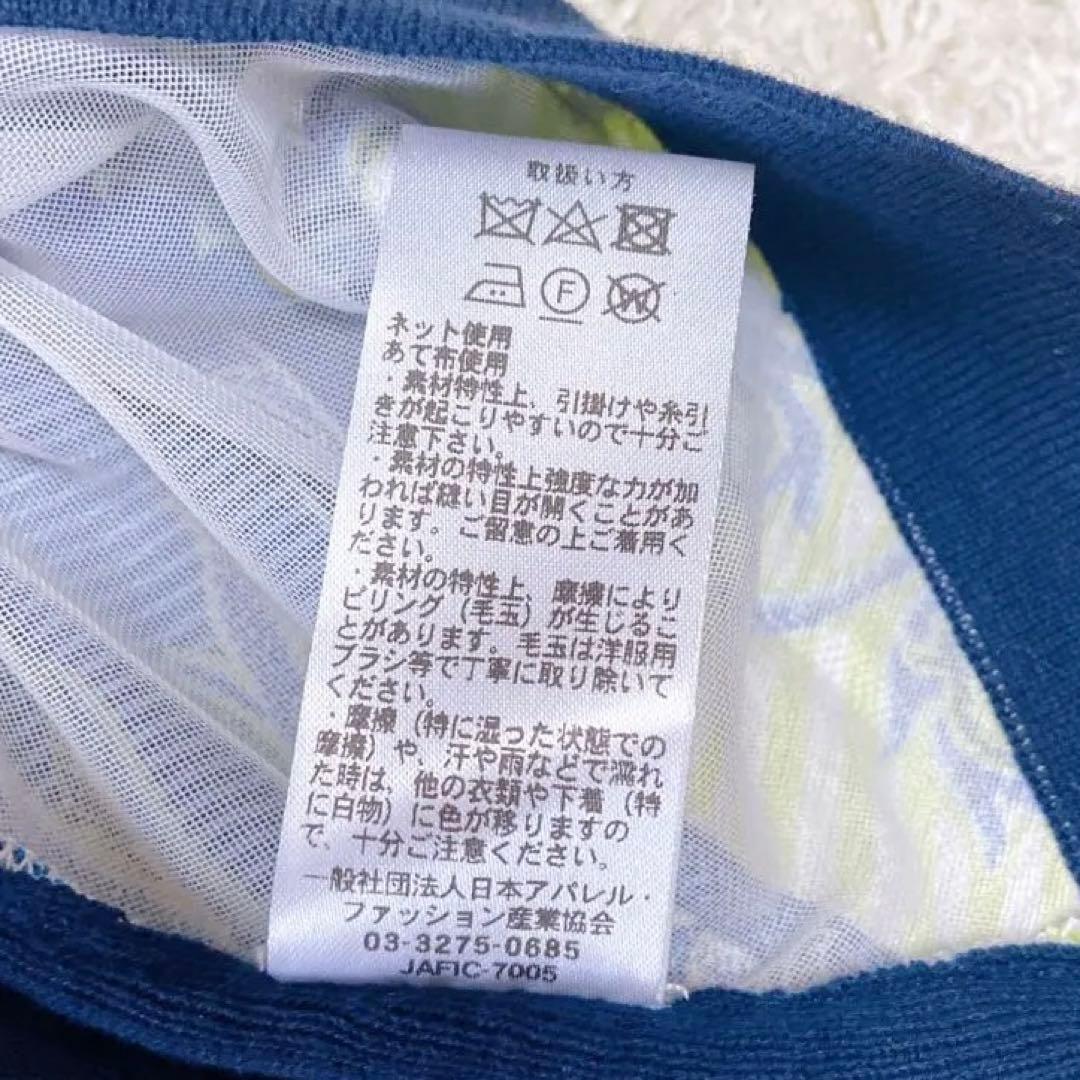 取扱い方
F
W
ネット使用
あて布使用
・素材特性上、引掛けや糸引
きが起こりやすいので十分ご
注意下さい。
・素材の特性上強度な力が加
われば縫い目が開くことがあ
ります。ご留意の上ご着用く
ださい。
・素材の特性上、摩擦により
ピリング（毛玉）が生じるこ
とがあります。毛玉は洋服用
ブラシ等で丁寧に取り除いて
ください。
・摩擦（特に湿った状態での
摩擦）や、汗や雨などで濡れ
た時は、他の衣類や下着（特
に白物）に色が移りますの
で、十分ご注意ください。
一般社団法人日本アパレル・
ファッション産業協会
03-3275-0685
JAFIC-7005